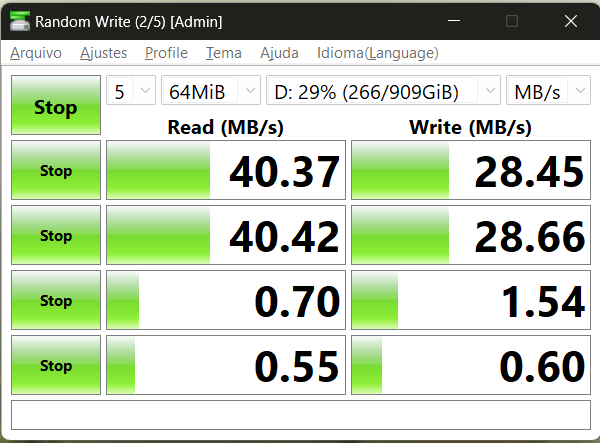 Random Write (2/5) [Admin]
Arquivo Ajustes Profile Tema Ajuda Idioma(Language)
Stop 5 64MiB D: 29% (266/909GiB) MB/s
Read (MB/s) Write (MB/s)
Stop 40.37 28.45
Stop 40.42 28.66
Stop 0.70 1.54
Stop 0.55 0.60